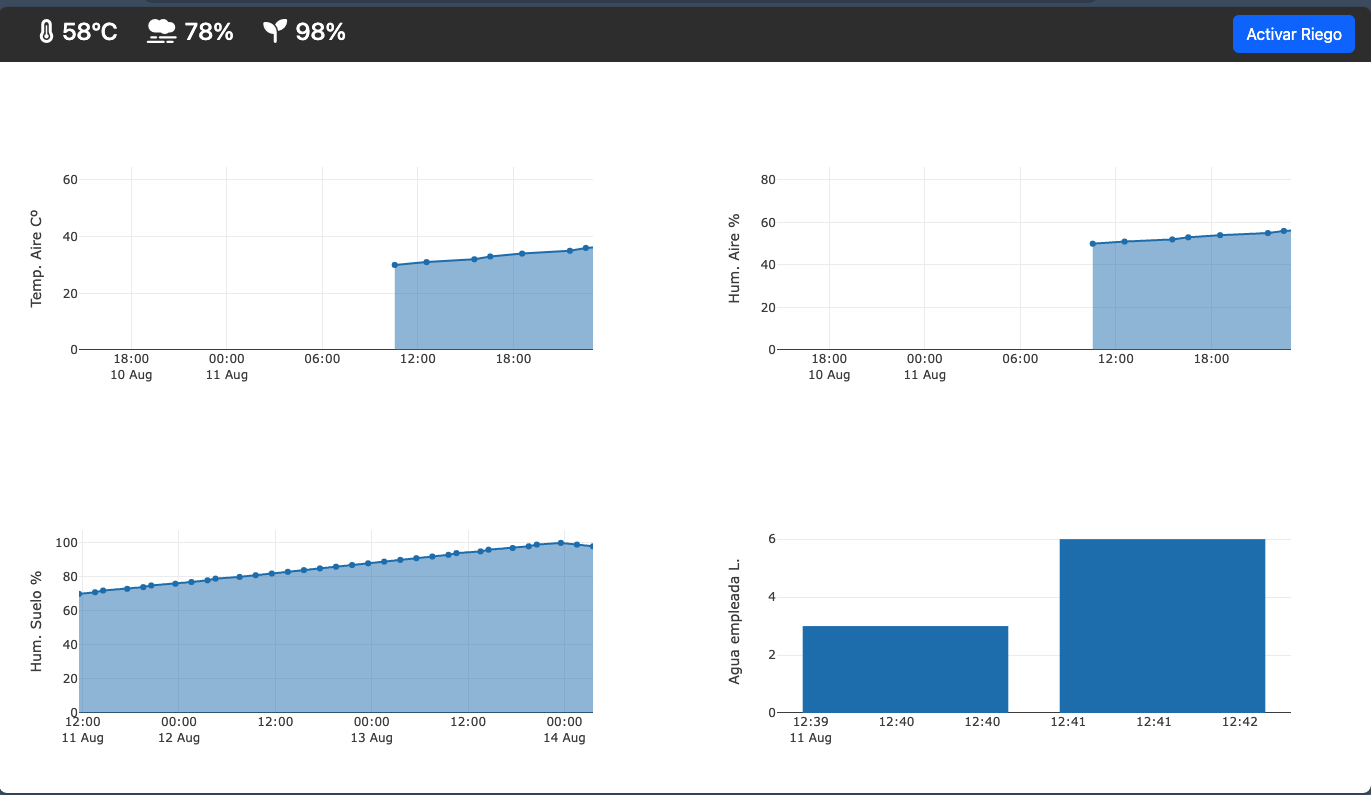 58ºC 78% 98% Activar Riego
Temp. Aire Cº
60
40
20
0
18:00 00:00 06:00 12:00 18:00
10 Aug 11 Aug
Hum. Aire %
80
60
40
20
0
18:00 00:00 06:00 12:00 18:00
10 Aug 11 Aug
Hum. Suelo %
100
80
60
40
20
0
12:00 00:00 12:00 00:00 12:00 00:00
11 Aug 12 Aug 13 Aug 14 Aug
Agua empleada L.
6
4
2
0
12:39 12:40 12:40 12:41 12:41 12:42
11 Aug